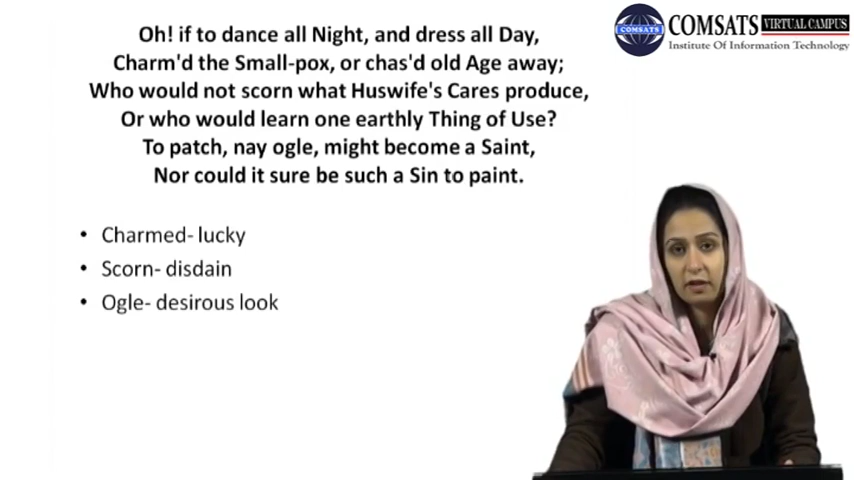 Oh! if to dance all Night, and dress all Day,
Charm'd the Small-pox, or chas'd old Age away;
Who would not scorn what Huswife's Cares produce,
Or who would learn one earthly Thing of Use?
To patch, nay ogle, might become a Saint,
Nor could it sure be such a Sin to paint.
• Charmed- lucky
• Scorn- disdain
• Ogle- desirous look
COMSATS VIRTUAL CAMPUS
Institute Of Information Technology
COMSATS